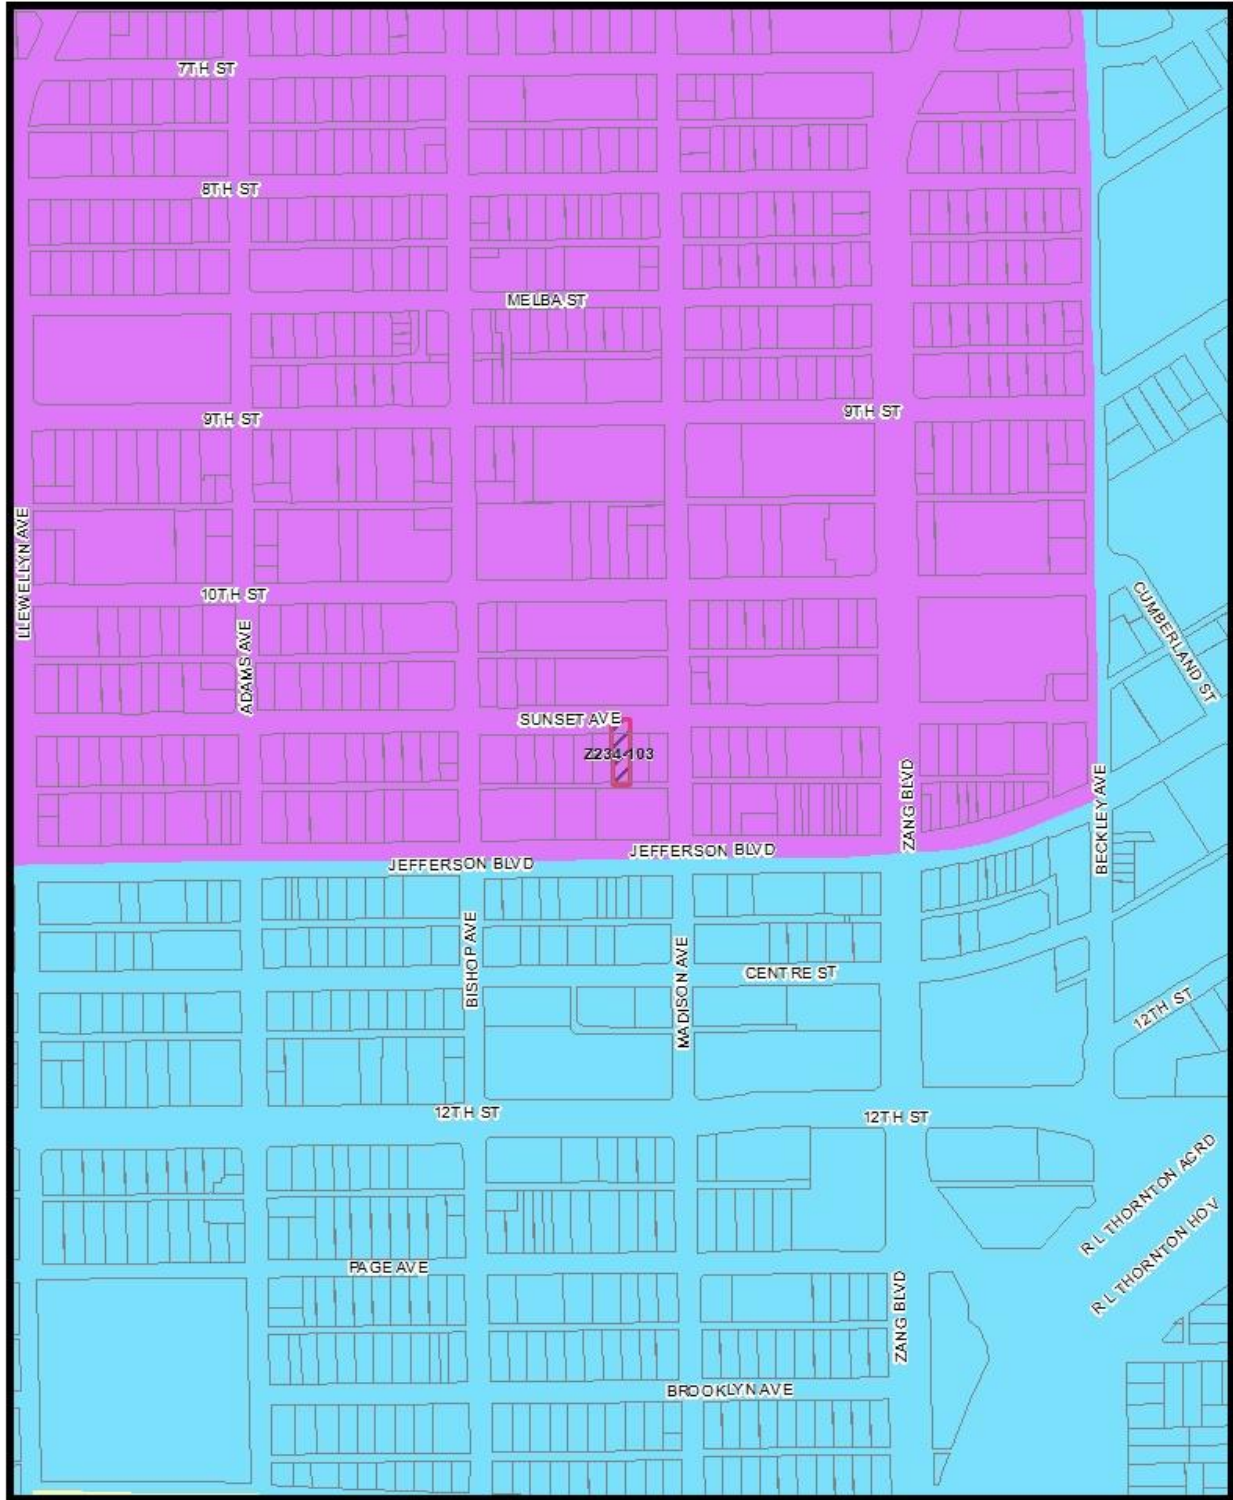 7TH ST
8TH ST
MELBA ST
9TH ST
9TH ST
LLEWELLYN AVE
10TH ST
CUMBERLAND ST
ADAMS AVE
SUNSET AVE
Z234-103
ZANG BLVD
BECKLEY AVE
JEFFERSON BLVD
JEFFERSON BLVD
BISHOP AVE
MADISON AVE
CENTRE ST
12TH ST
12TH ST
12TH ST
R L THORNTON ACRD
R L THORNTON HOV
PAGE AVE
ZANG BLVD
BROOKLYN AVE